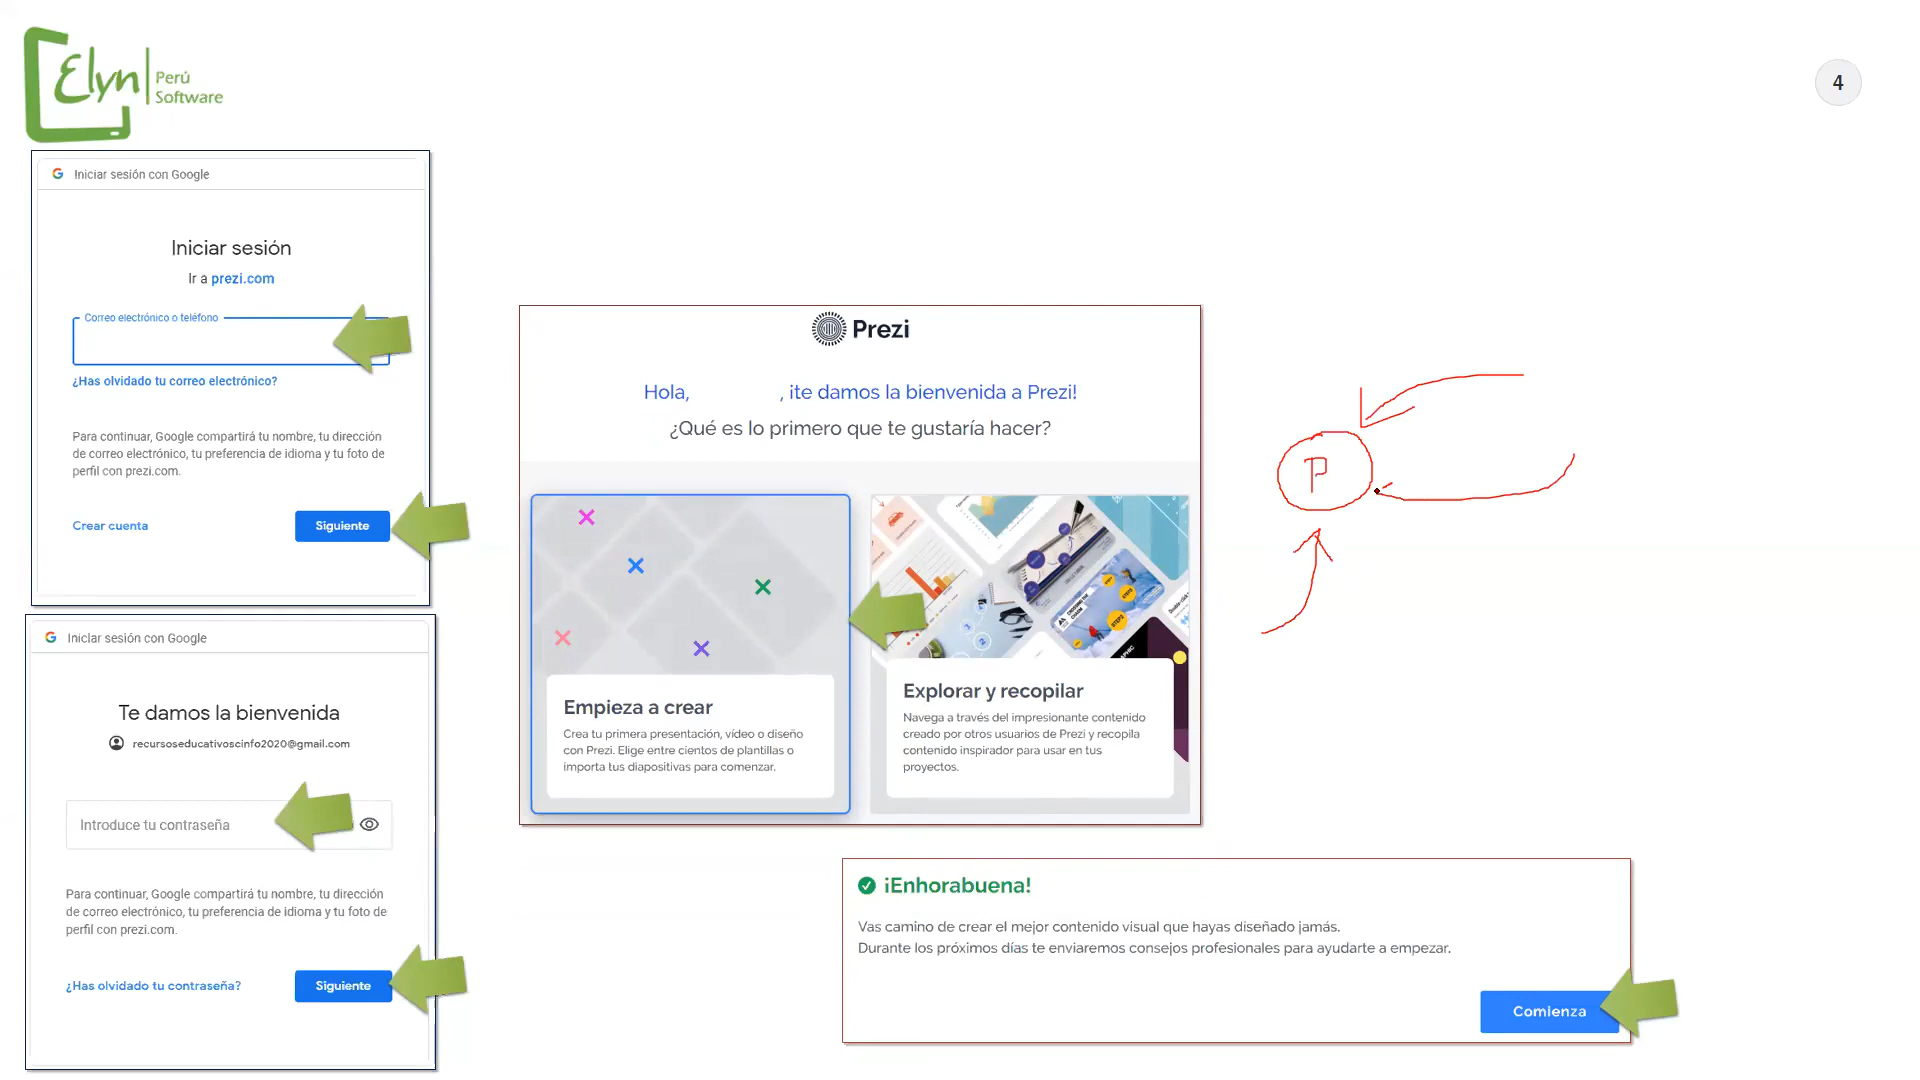 Elyn
Perú
Software
4
Iniciar sesión con Google
Iniciar sesión
Ir a prezi.com
Correo electrónico o teléfono
¿Has olvidado tu correo electrónico?
Para continuar, Google compartirá tu nombre, tu dirección
de correo electrónico, tu preferencia de idioma y tu foto de
perfil con prezi.com.
Crear cuenta
Siguiente
Iniciar sesión con Google
Te damos la bienvenida
recursoseducativoscinfo2020@gmail.com
Introduce tu contraseña
Para continuar, Google compartirá tu nombre, tu dirección
de correo electrónico, tu preferencia de idioma y tu foto de
perfil con prezi.com.
¿Has olvidado tu contraseña?
Siguiente
Prezi
Hola, , ¡te damos la bienvenida a Prezi!
¿Qué es lo primero que te gustaría hacer?
Empieza a crear
Crea tu primera presentación, vídeo o diseño
con Prezi. Elige entre cientos de plantillas o
importa tus diapositivas para comenzar.
STEPS
STEPS
Explorar y recopilar
Navega a través del impresionante contenido
creado por otros usuarios de Prezi y recopila
contenido inspirador para usar en tus
proyectos.
P
¡Enhorabuena!
Vas camino de crear el mejor contenido visual que hayas diseñado jamás.
Durante los próximos días te enviaremos consejos profesionales para ayudarte a empezar.
Comienza